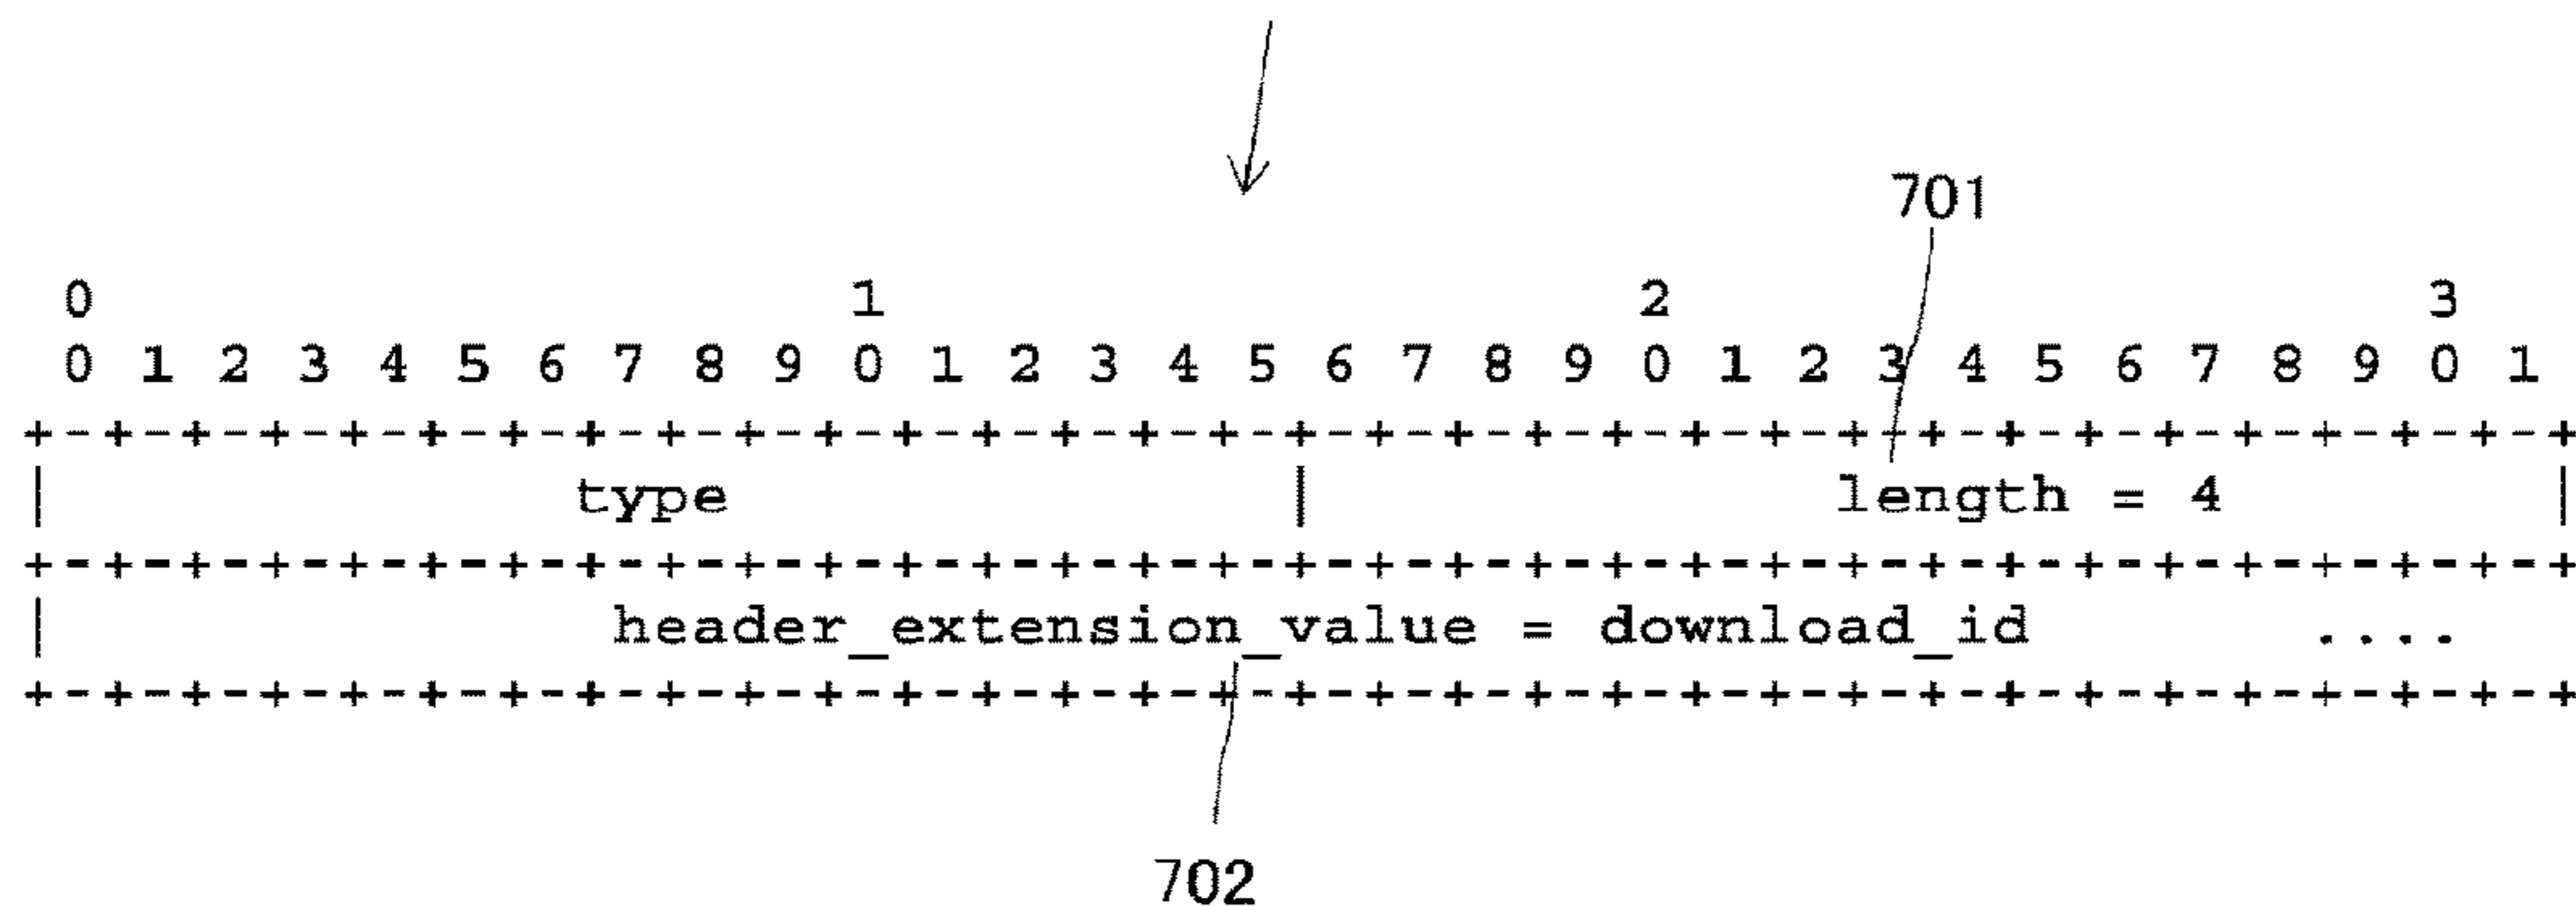 701
0 1 2 3
0 1 2 3 4 5 6 7 8 9 0 1 2 3 4 5 6 7 8 9 0 1 2 3 4 5 6 7 8 9 0 1
+-+-+-+-+-+-+-+-+-+-+-+-+-+-+-+-+-+-+-+-+-+-+-+-+-+-+-+-+-+-+-+-+
| type | length = 4 |
+-+-+-+-+-+-+-+-+-+-+-+-+-+-+-+-+-+-+-+-+-+-+-+-+-+-+-+-+-+-+-+-+
| header_extension_value = download_id ....
+-+-+-+-+-+-+-+-+-+-+-+-+-+-+-+-+-+-+-+-+-+-+-+-+-+-+-+-+-+-+-+-+
702